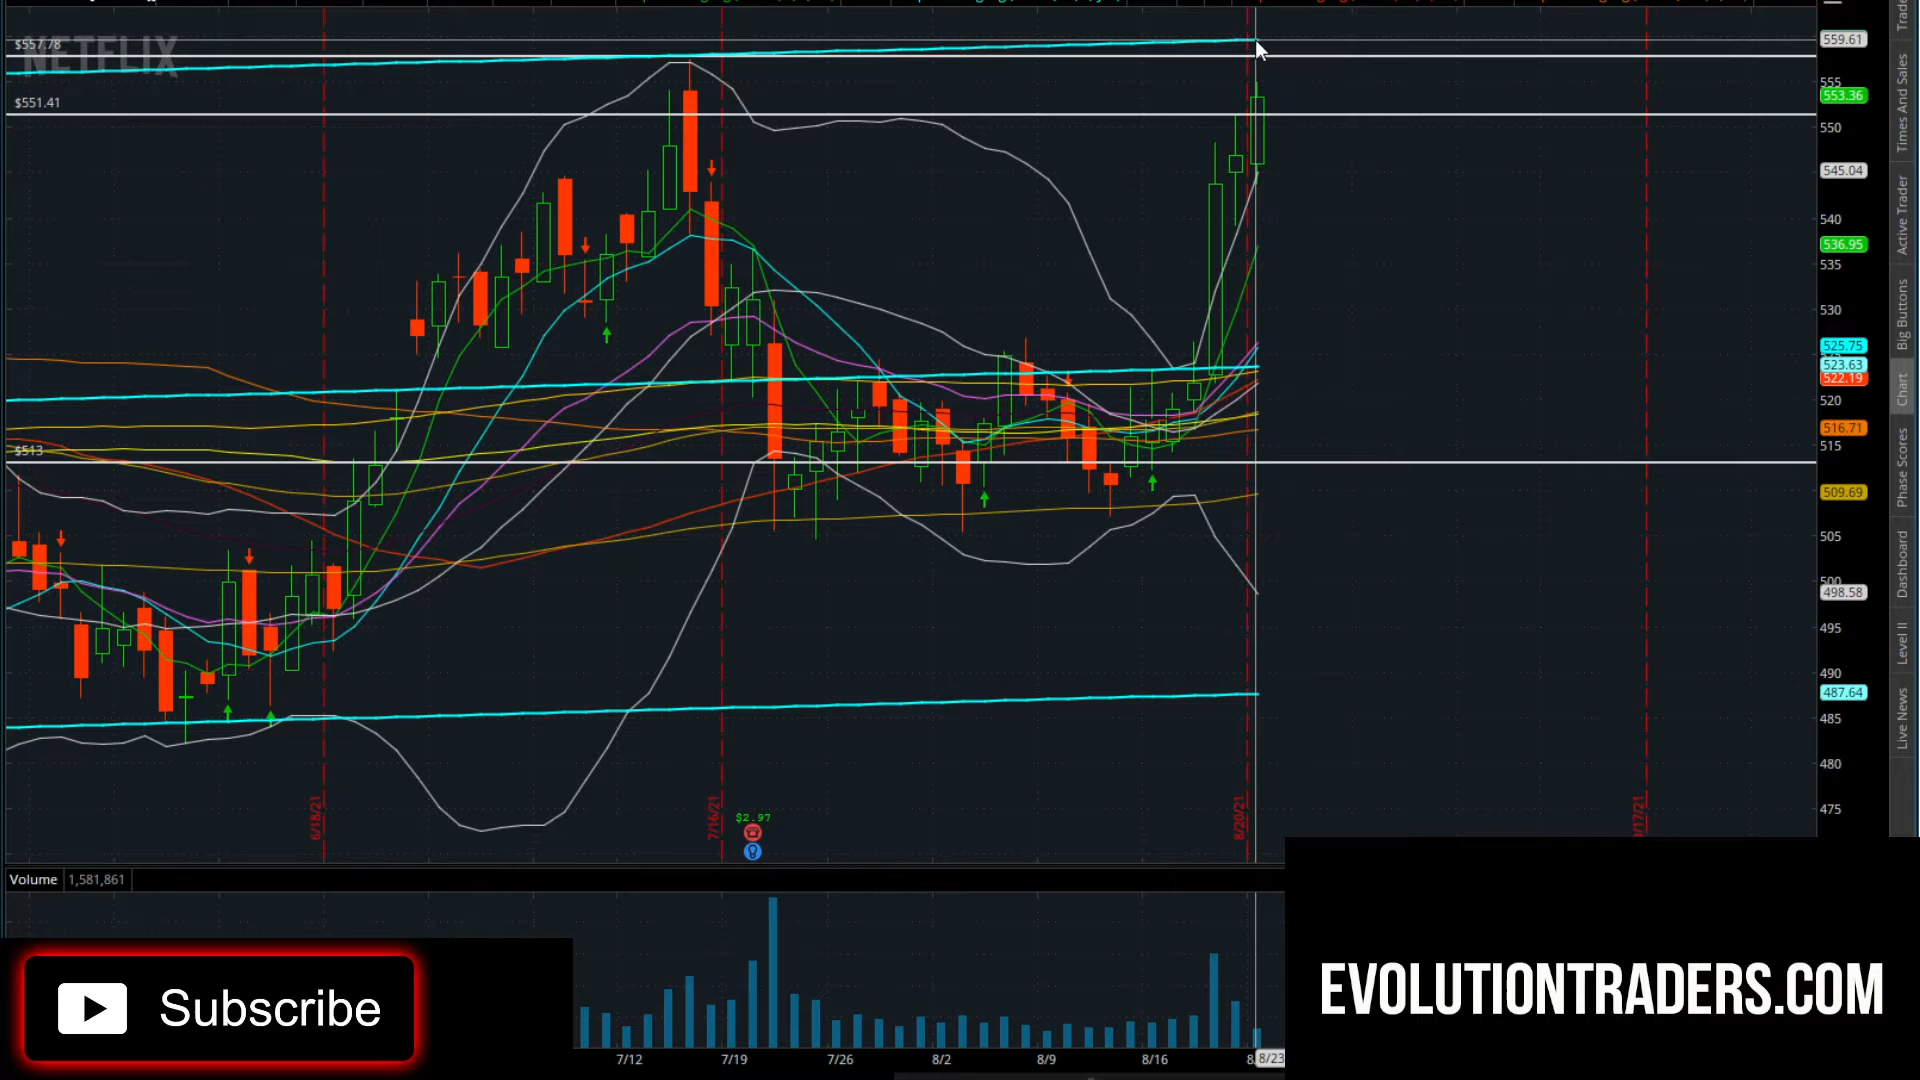 $557.78
NETFLIX
$551.41
$513
6/18/21
7/16/21
8/20/21
/17/21
$2.97
559.61
555
553.36
550
545.04
540
536.95
535
530
525.75
523.63
522.19
520
516.71
515
509.69
505
500
498.58
495
490
487.64
485
480
475
Trade
Times And Sales
Active Trader
Big Buttons
Chart
Phase Scores
Dashboard
Level II
Live News
Volume 1,581,861
7/12 7/19 7/26 8/2 8/9 8/16 8/23
Subscribe
EVOLUTIONTRADERS.COM